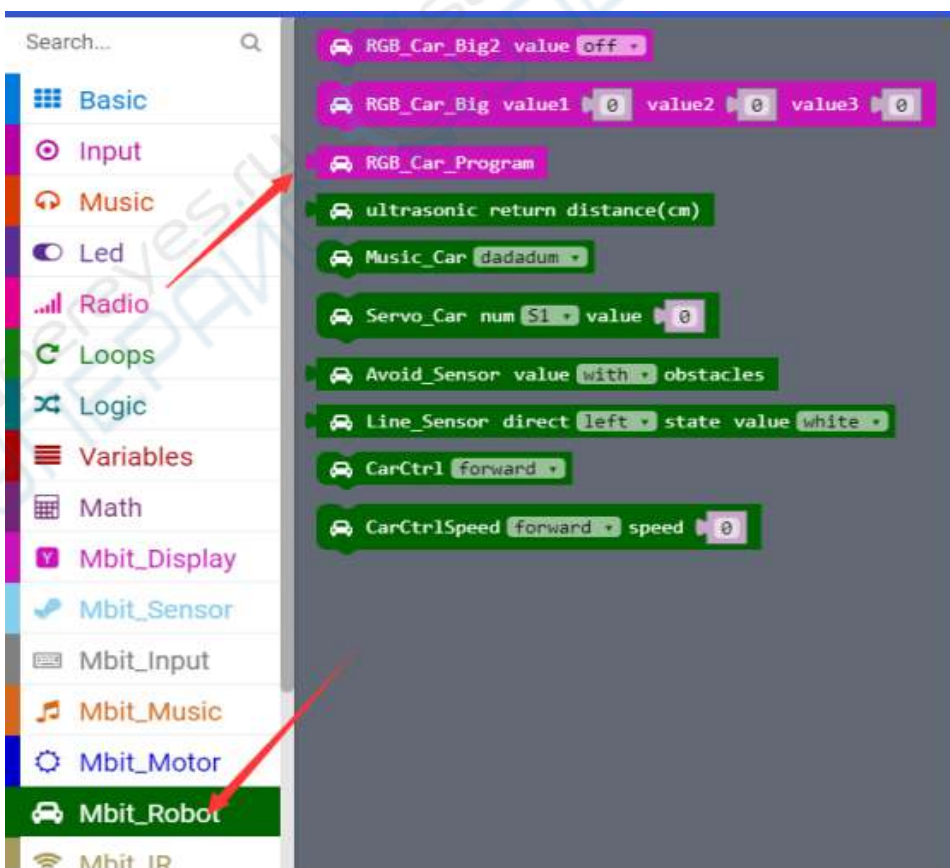 Search...
Basic
Input
Music
Led
Radio
Loops
Logic
Variables
Math
Mbit_Display
Mbit_Sensor
Mbit_Input
Mbit_Music
Mbit_Motor
Mbit_Robot
Mbit_IR
RGB_Car_Big2 value off
RGB_Car_Big value1 0 value2 0 value3 0
RGB_Car_Program
ultrasonic return distance(cm)
Music_Car dadadum
Servo_Car num S1 value 0
Avoid_Sensor value with obstacles
Line_Sensor direct left state value white
CarCtrl forward
CarCtrlSpeed forward speed 0